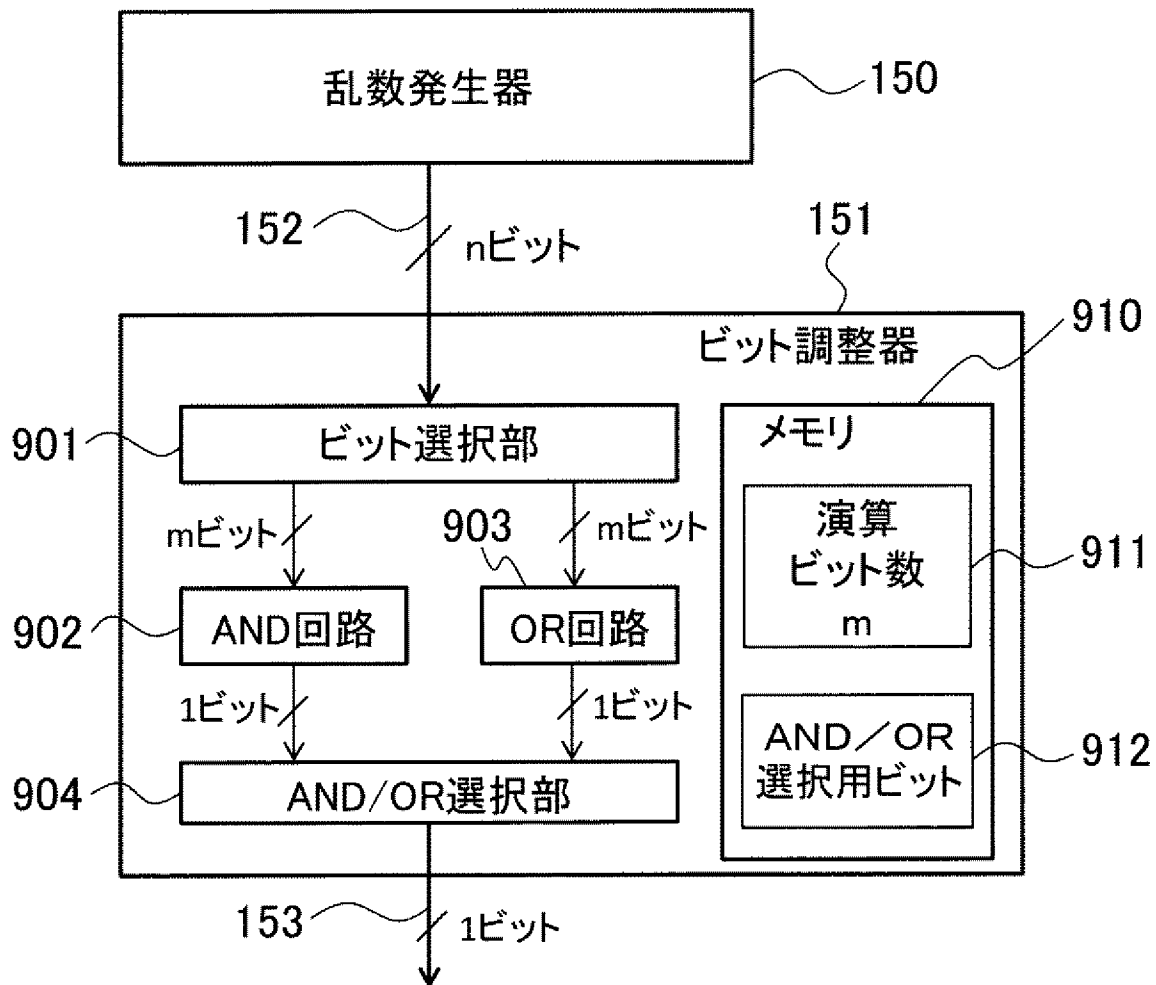 乱数発生器
150
152
nビット
151
ビット調整器
910
901
ビット選択部
メモリ
mビット
903
mビット
演算
ビット数
m
911
902
AND回路
OR回路
1ビット
1ビット
AND/OR
選択用ビット
912
904
AND/OR選択部
153
1ビット